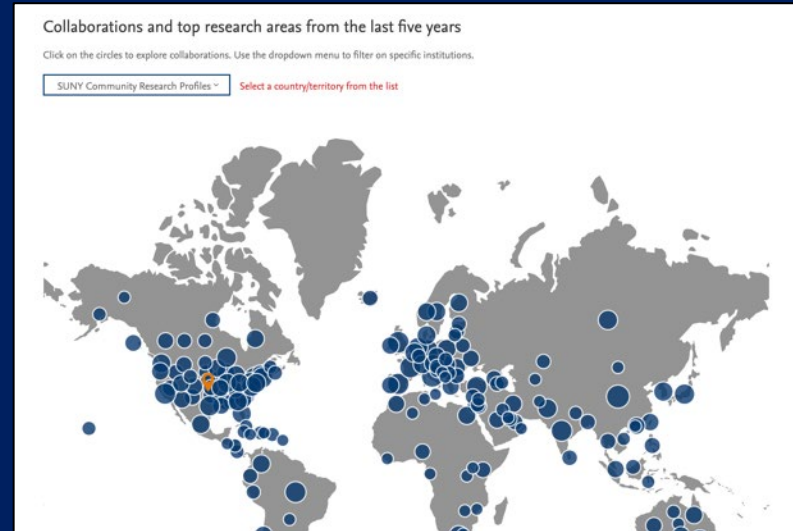 Collaborations and top research areas from the last five years
Click on the circles to explore collaborations. Use the dropdown menu to filter on specific institutions.
SUNY Community Research Profiles
Select a country/territory from the list